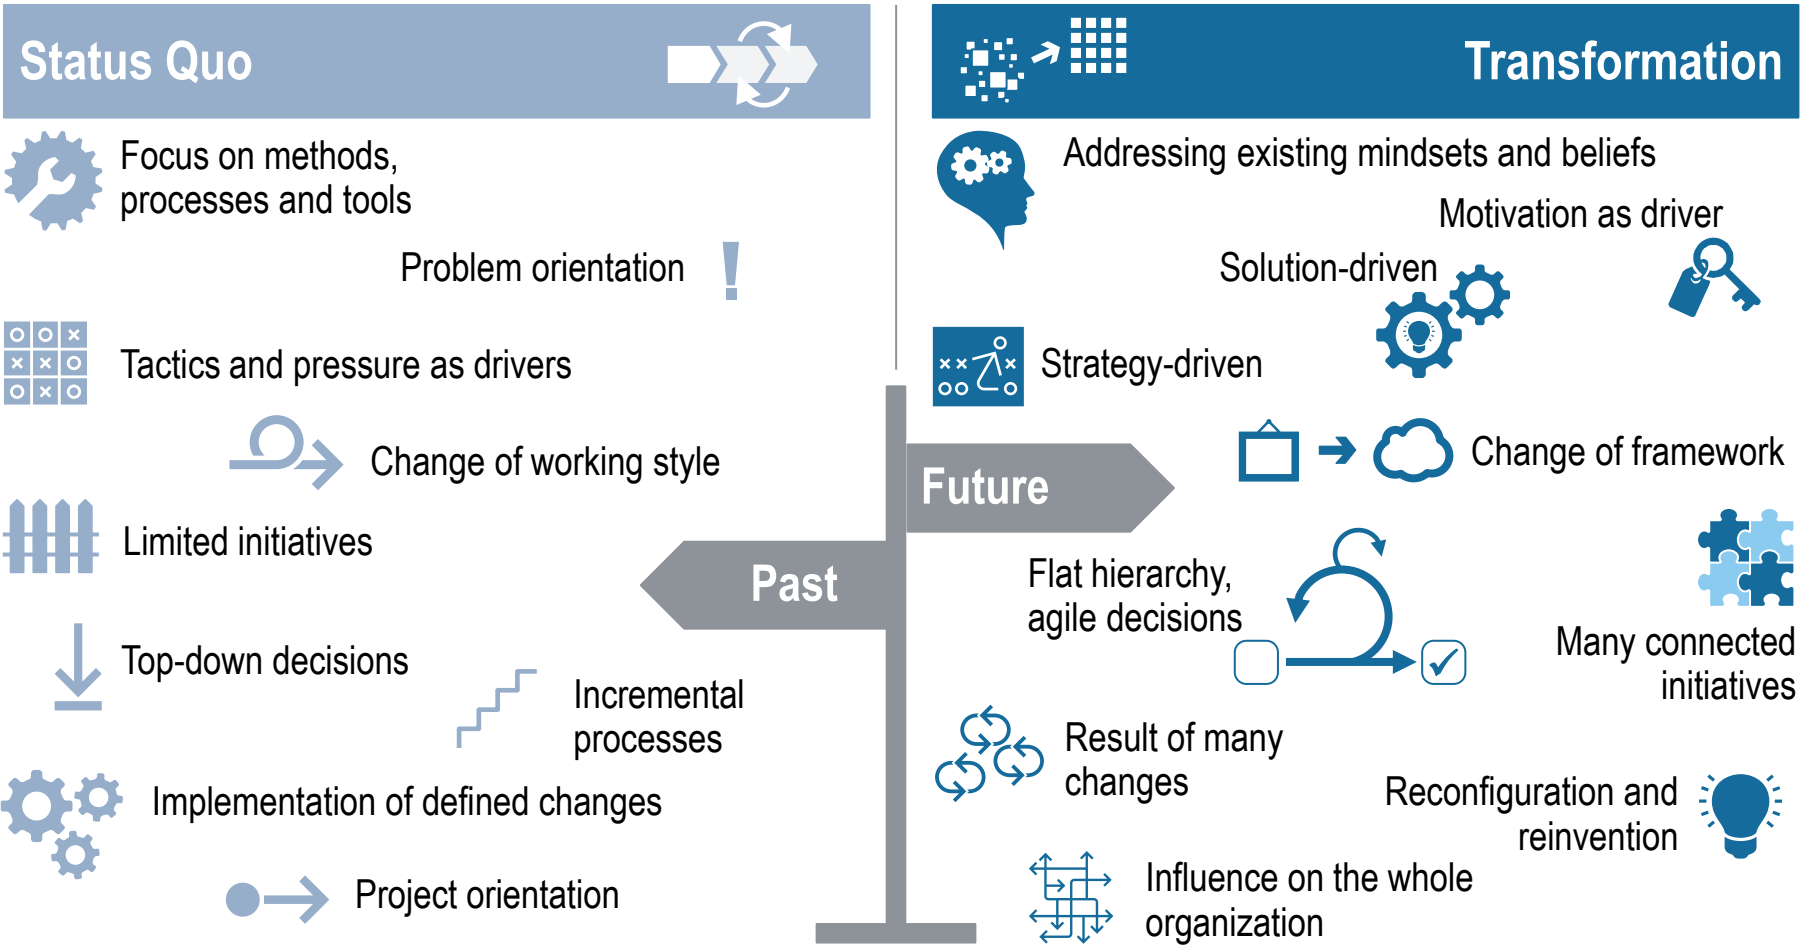 Status Quo
Focus on methods,
processes and tools
Problem orientation
Tactics and pressure as drivers
Change of working style
Limited initiatives
Past
Top-down decisions
Incremental
processes
Implementation of defined changes
Project orientation
Transformation
Addressing existing mindsets and beliefs
Motivation as driver
Solution-driven
Strategy-driven
Change of framework
Future
Flat hierarchy,
agile decisions
Many connected
initiatives
Result of many
changes
Reconfiguration and
reinvention
Influence on the whole
organization